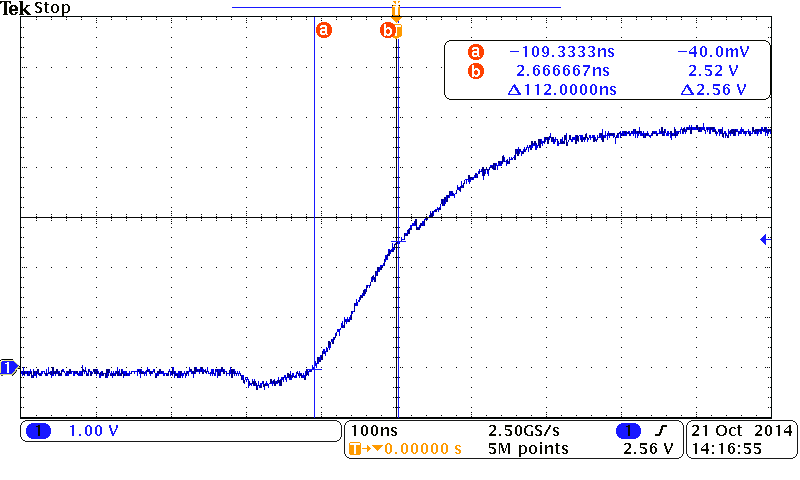 Tek Stop
T
a b T
a −109.3333ns −40.0mV
b 2.666667ns 2.52 V
Δ112.0000ns Δ2.56 V
1
1 1.00 V
100ns 2.50GS/s 1
T→▼0.00000 s 5M points 2.56 V
21 Oct 2014
14:16:55